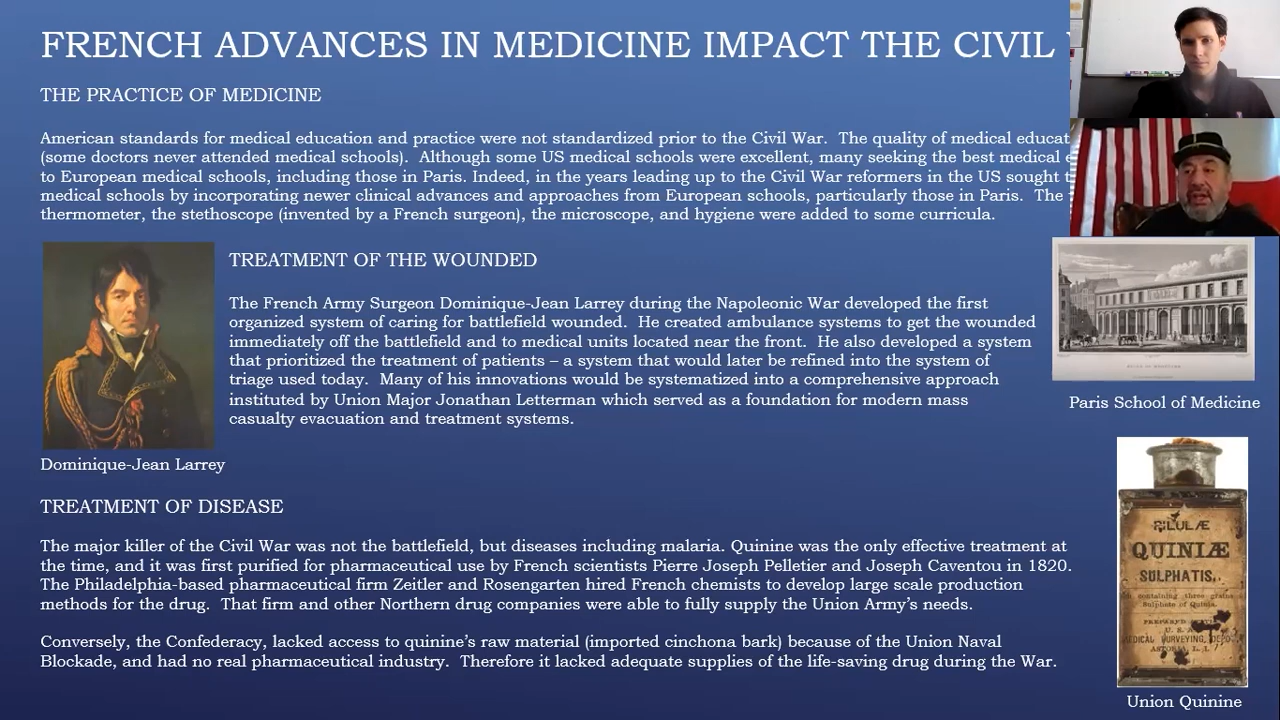 FRENCH ADVANCES IN MEDICINE IMPACT THE CIVIL
THE PRACTICE OF MEDICINE
American standards for medical education and practice were not standardized prior to the Civil War. The quality of medical educat
(some doctors never attended medical schools). Although some US medical schools were excellent, many seeking the best medical e
to European medical schools, including those in Paris. Indeed, in the years leading up to the Civil War reformers in the US sought t
medical schools by incorporating newer clinical advances and approaches from European schools, particularly those in Paris. The
thermometer, the stethoscope (invented by a French surgeon), the microscope, and hygiene were added to some curricula.
TREATMENT OF THE WOUNDED
The French Army Surgeon Dominique-Jean Larrey during the Napoleonic War developed the first
organized system of caring for battlefield wounded. He created ambulance systems to get the wounded
immediately off the battlefield and to medical units located near the front. He also developed a system
that prioritized the treatment of patients – a system that would later be refined into the system of
triage used today. Many of his innovations would be systematized into a comprehensive approach
instituted by Union Major Jonathan Letterman which served as a foundation for modern mass
casualty evacuation and treatment systems.
Paris School of Medicine
Dominique-Jean Larrey
TREATMENT OF DISEASE
The major killer of the Civil War was not the battlefield, but diseases including malaria. Quinine was the only effective treatment at
the time, and it was first purified for pharmaceutical use by French scientists Pierre Joseph Pelletier and Joseph Caventou in 1820.
The Philadelphia-based pharmaceutical firm Zeitler and Rosengarten hired French chemists to develop large scale production
methods for the drug. That firm and other Northern drug companies were able to fully supply the Union Army's needs.
Conversely, the Confederacy, lacked access to quinine's raw material (imported cinchona bark) because of the Union Naval
Blockade, and had no real pharmaceutical industry. Therefore it lacked adequate supplies of the life-saving drug during the War.
PILULÆ
QUINIÆ
SULPHATIS,
containing three grains
Sulphate of Quinia.
PREPARED
U. S. A.
MEDICAL PURVEYING DEPOT
ASTORIA, L. I.
Union Quinine